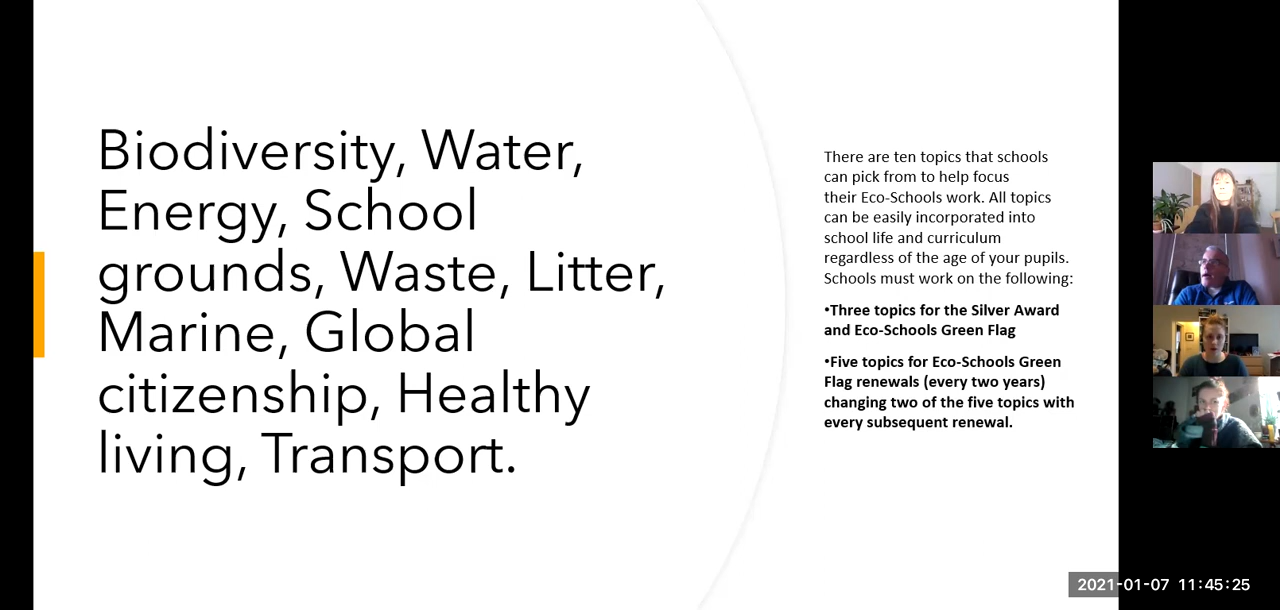 Biodiversity, Water,
Energy, School
grounds, Waste, Litter,
Marine, Global
citizenship, Healthy
living, Transport.
There are ten topics that schools
can pick from to help focus
their Eco-Schools work. All topics
can be easily incorporated into
school life and curriculum
regardless of the age of your pupils.
Schools must work on the following:
•Three topics for the Silver Award
and Eco-Schools Green Flag
•Five topics for Eco-Schools Green
Flag renewals (every two years)
changing two of the five topics with
every subsequent renewal.
2021-01-07 11:45:25